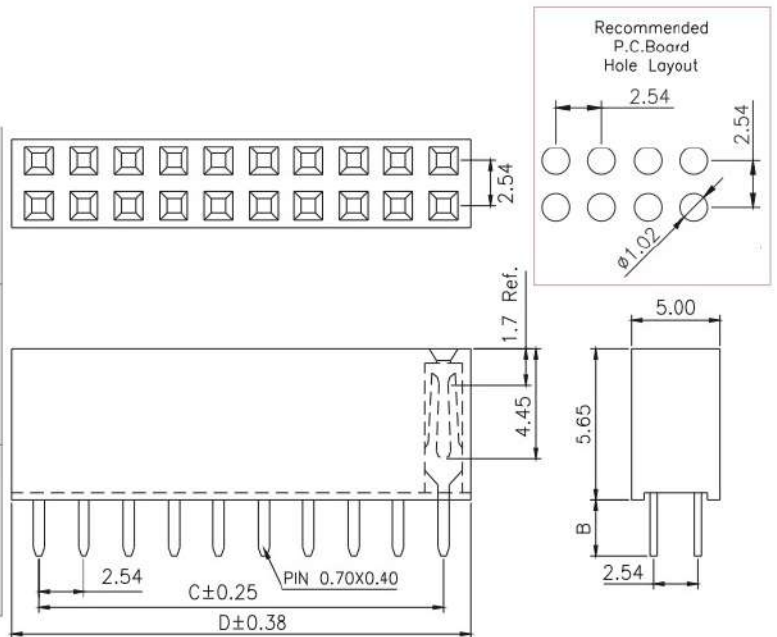 Recommended
P.C.Board
Hole Layout
2.54
2.54
ø1.02
2.54
1.7 Ref.
4.45
5.00
5.65
B
2.54
2.54
PIN 0.70X0.40
C±0.25
D±0.38